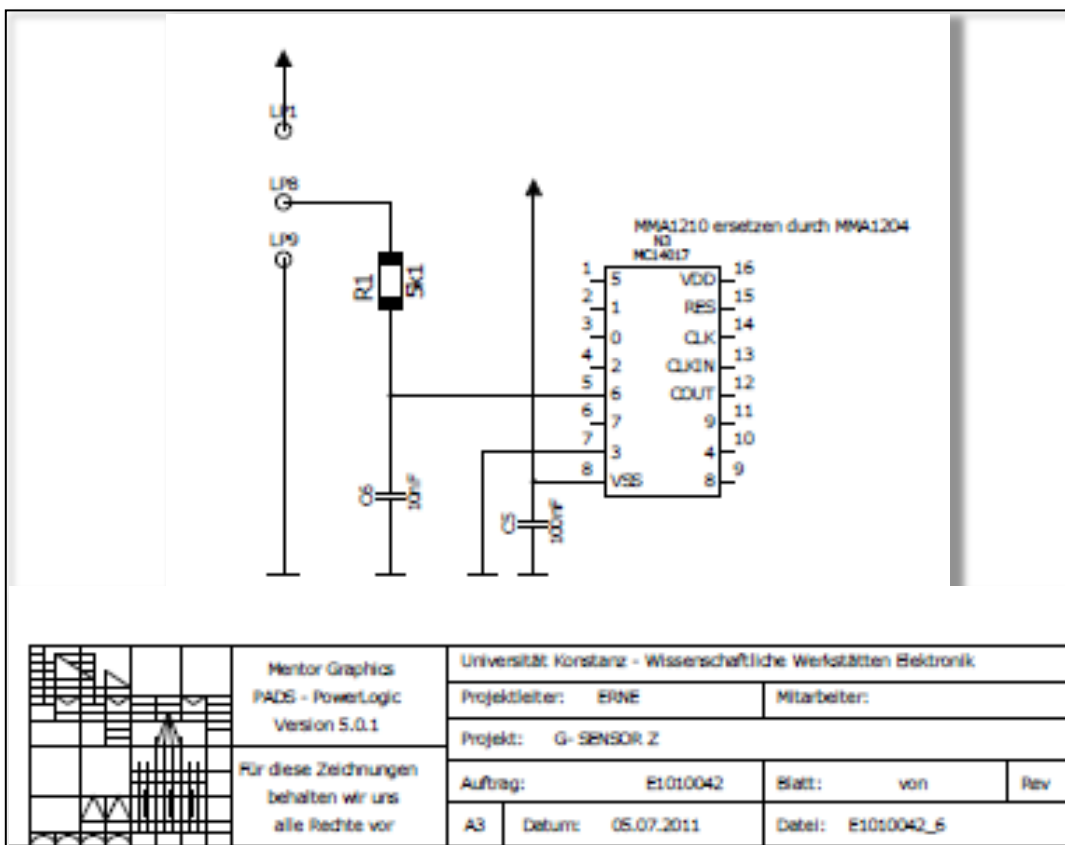 LP1
LP8
LP9
R1
5k1
C6
10nF
C5
100nF
MMA1210 ersetzen durch MMA1204
N3
MC14017
1 5 VDD 16
2 1 RES 15
3 0 CLK 14
4 2 CLKIN 13
5 6 COUT 12
6 7 9 11
7 3 4 10
8 VSS 8 9
Mentor Graphics
PADS - PowerLogic
Version 5.0.1
Für diese Zeichnungen
behalten wir uns
alle Rechte vor
Universität Konstanz - Wissenschaftliche Werkstätten Elektronik
Projektleiter: ERNE Mitarbeiter:
Projekt: G- SENSOR Z
Auftrag: E1010042 Blatt: von Rev
A3 Datum: 05.07.2011 Datei: E1010042_6